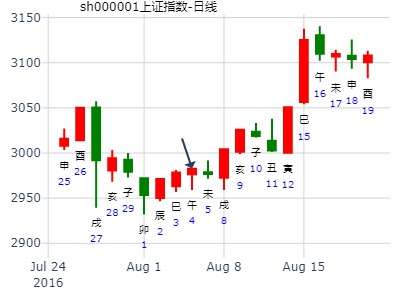 sh000001上证指数-日线
3150
3100
3050
3000
2950
2900
申
25
酉
26
戌
27
亥
28
子
29
卯
1
辰
2
巳
3
午
4
未
5
戌
8
亥
9
子
10
丑
11
寅
12
巳
15
午
16
未
17
申
18
酉
19
Jul 24
2016
Aug 1
Aug 8
Aug 15